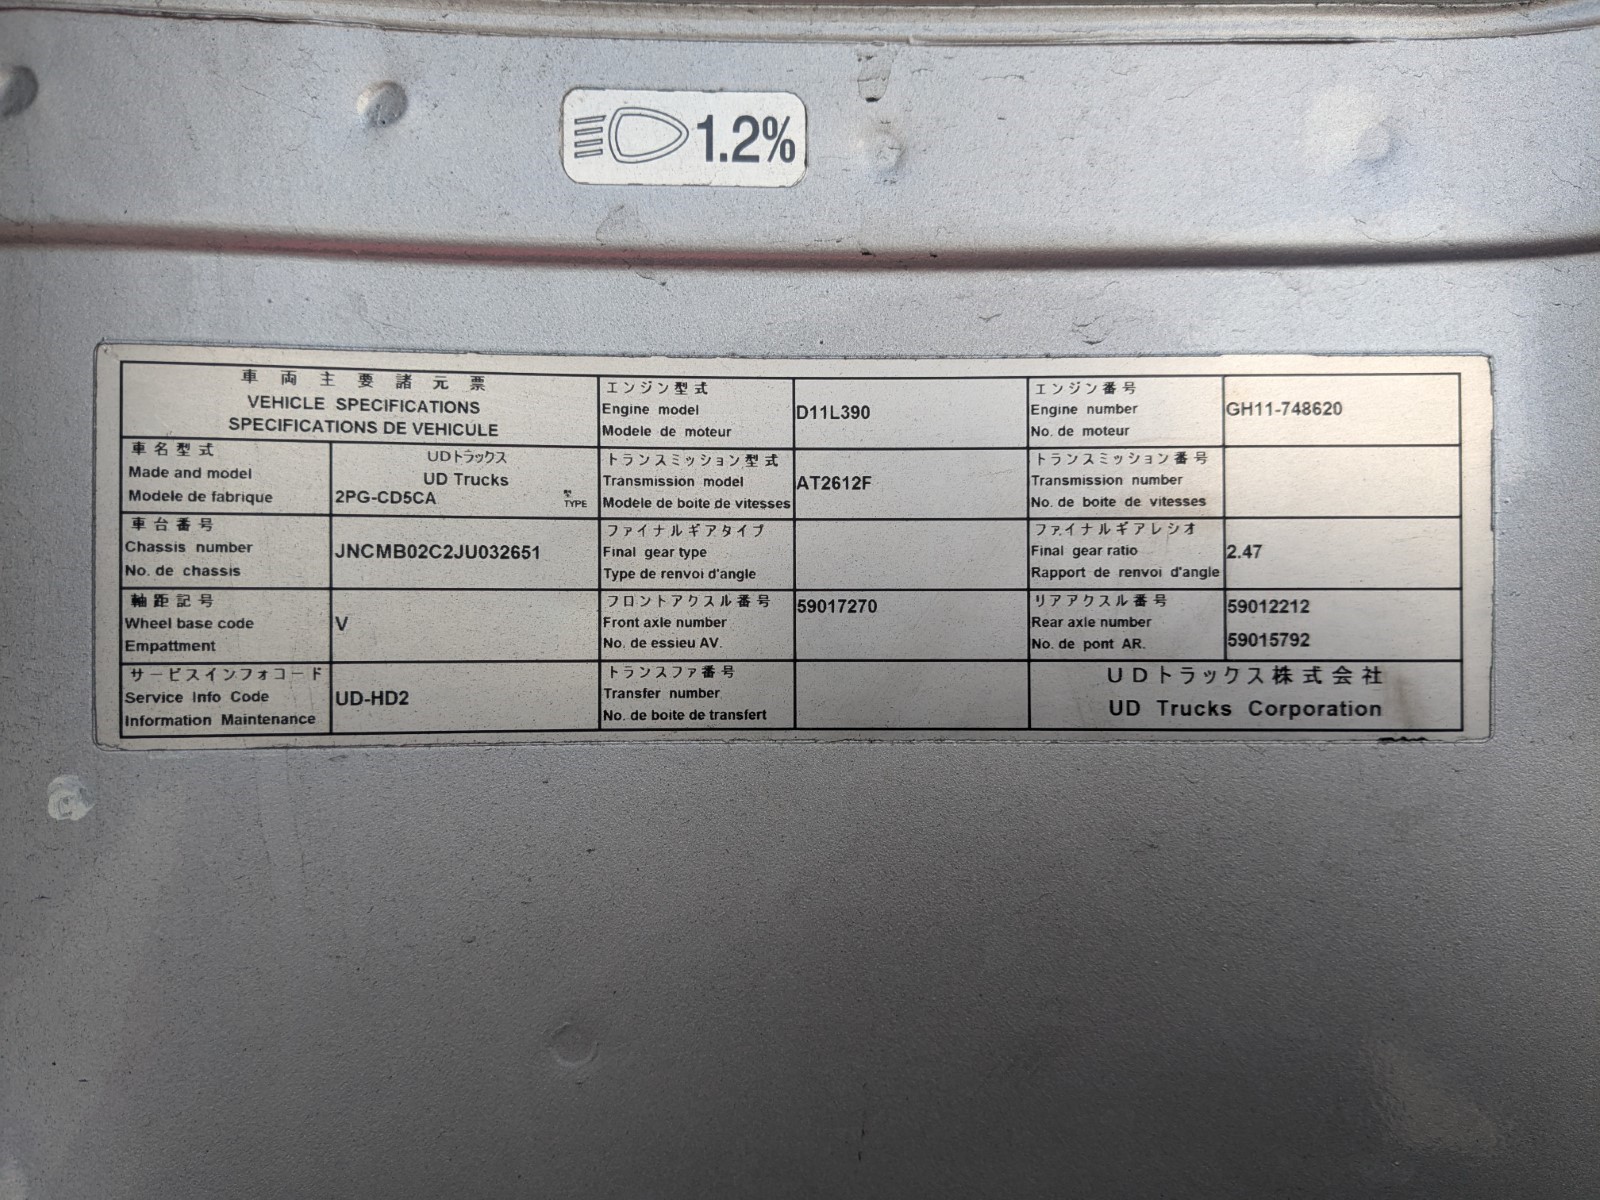 1.2%
車両主要諸元票
VEHICLE SPECIFICATIONS
SPECIFICATIONS DE VEHICULE
車名型式
Made and model
Modele de fabrique
UDトラックス
UD Trucks
2PG-CD5CA
型
TYPE
車台番号
Chassis number
No. de chassis
JNCMB02C2JU032651
軸距記号
Wheel base code
Empattment
V
サービスインフォコード
Service Info Code
Information Maintenance
UD-HD2
エンジン型式
Engine model
Modele de moteur
D11L390
トランスミッション型式
Transmission model
Modele de boite de vitesses
AT2612F
ファイナルギアタイプ
Final gear type
Type de renvoi d'angle
フロントアクスル番号
Front axle number
No. de essieu AV.
59017270
トランスファ番号
Transfer number
No. de boite de transfert
エンジン番号
Engine number
No. de moteur
GH11-748620
トランスミッション番号
Transmission number
No. de boite de vitesses
ファイナルギアレシオ
Final gear ratio
Rapport de renvoi d'angle
2.47
リアアクスル番号
Rear axle number
No. de pont AR.
59012212
59015792
UDトラックス株式会社
UD Trucks Corporation